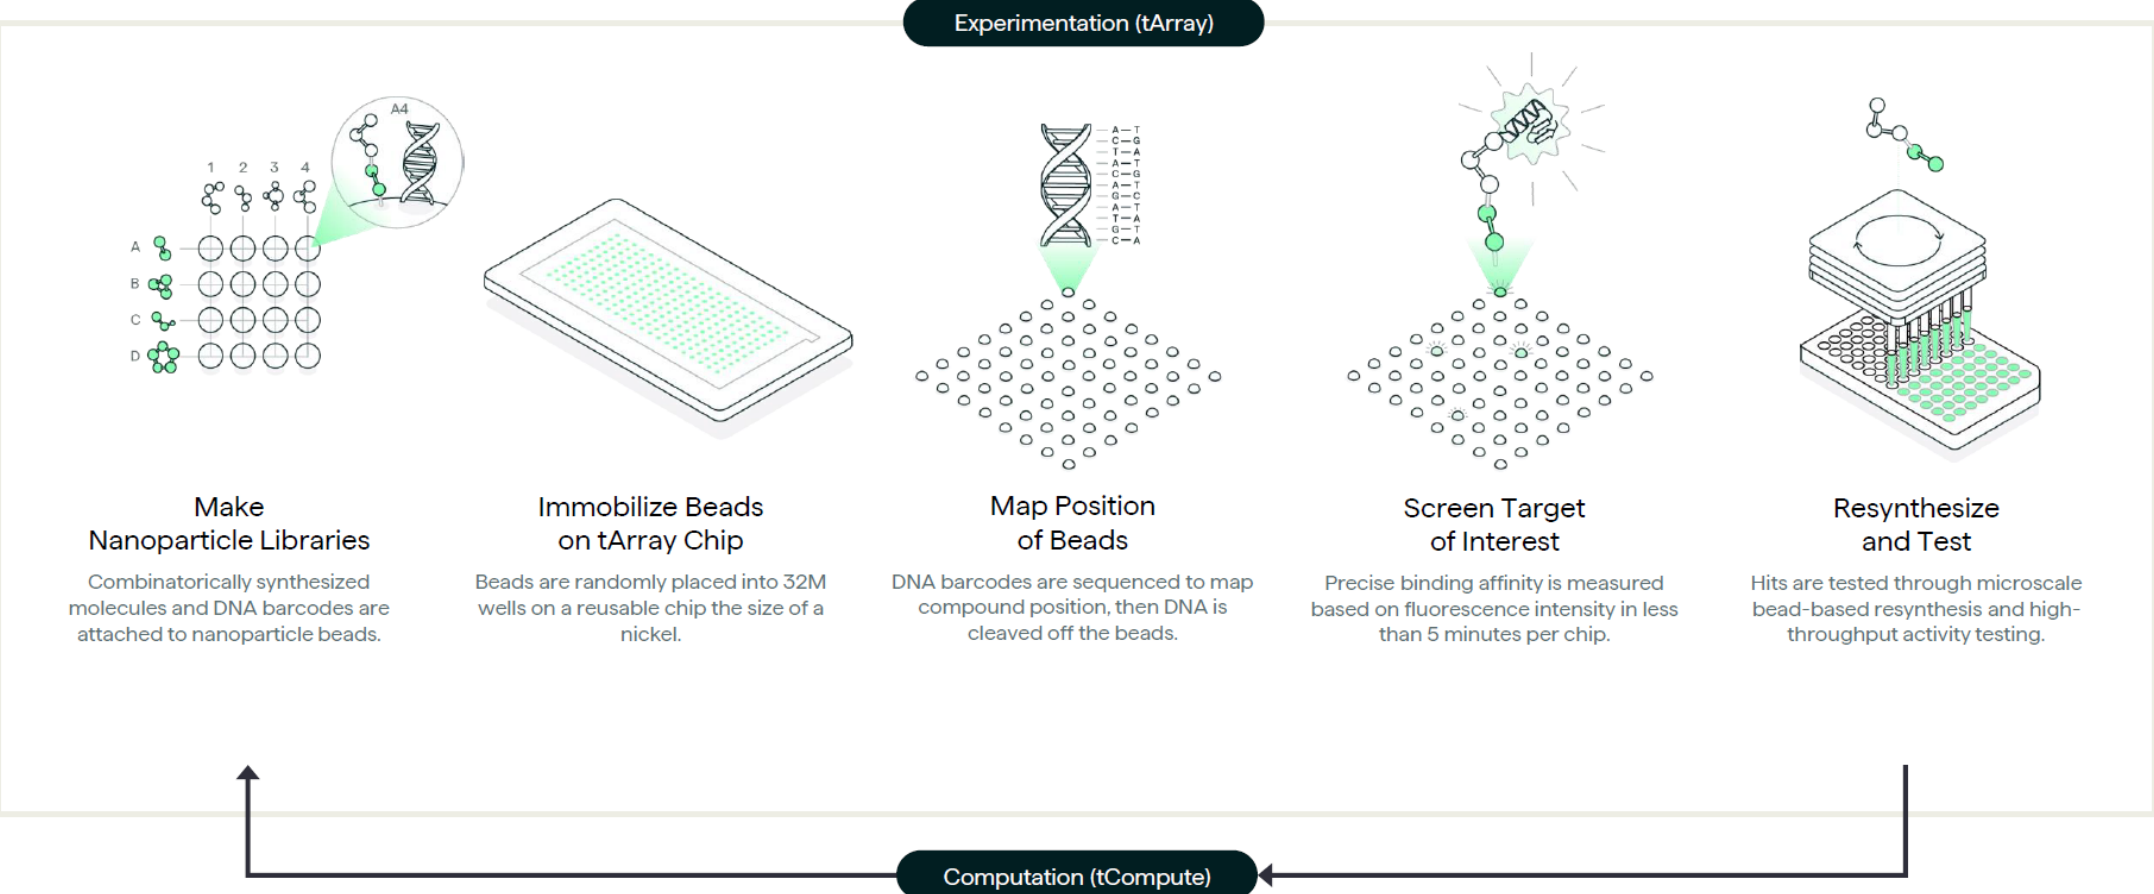 Experimentation (tArray)
A4
1 2 3 4
A
B
C
D
A—T
C—G
T—A
A—T
C—G
A—T
G—C
A—T
T—A
G—T
C—A
Make
Nanoparticle Libraries
Combinatorically synthesized
molecules and DNA barcodes are
attached to nanoparticle beads.
Immobilize Beads
on tArray Chip
Beads are randomly placed into 32M
wells on a reusable chip the size of a
nickel.
Map Position
of Beads
DNA barcodes are sequenced to map
compound position, then DNA is
cleaved off the beads.
Screen Target
of Interest
Precise binding affinity is measured
based on fluorescence intensity in less
than 5 minutes per chip.
Resynthesize
and Test
Hits are tested through microscale
bead-based resynthesis and high-
throughput activity testing.
Computation (tCompute)